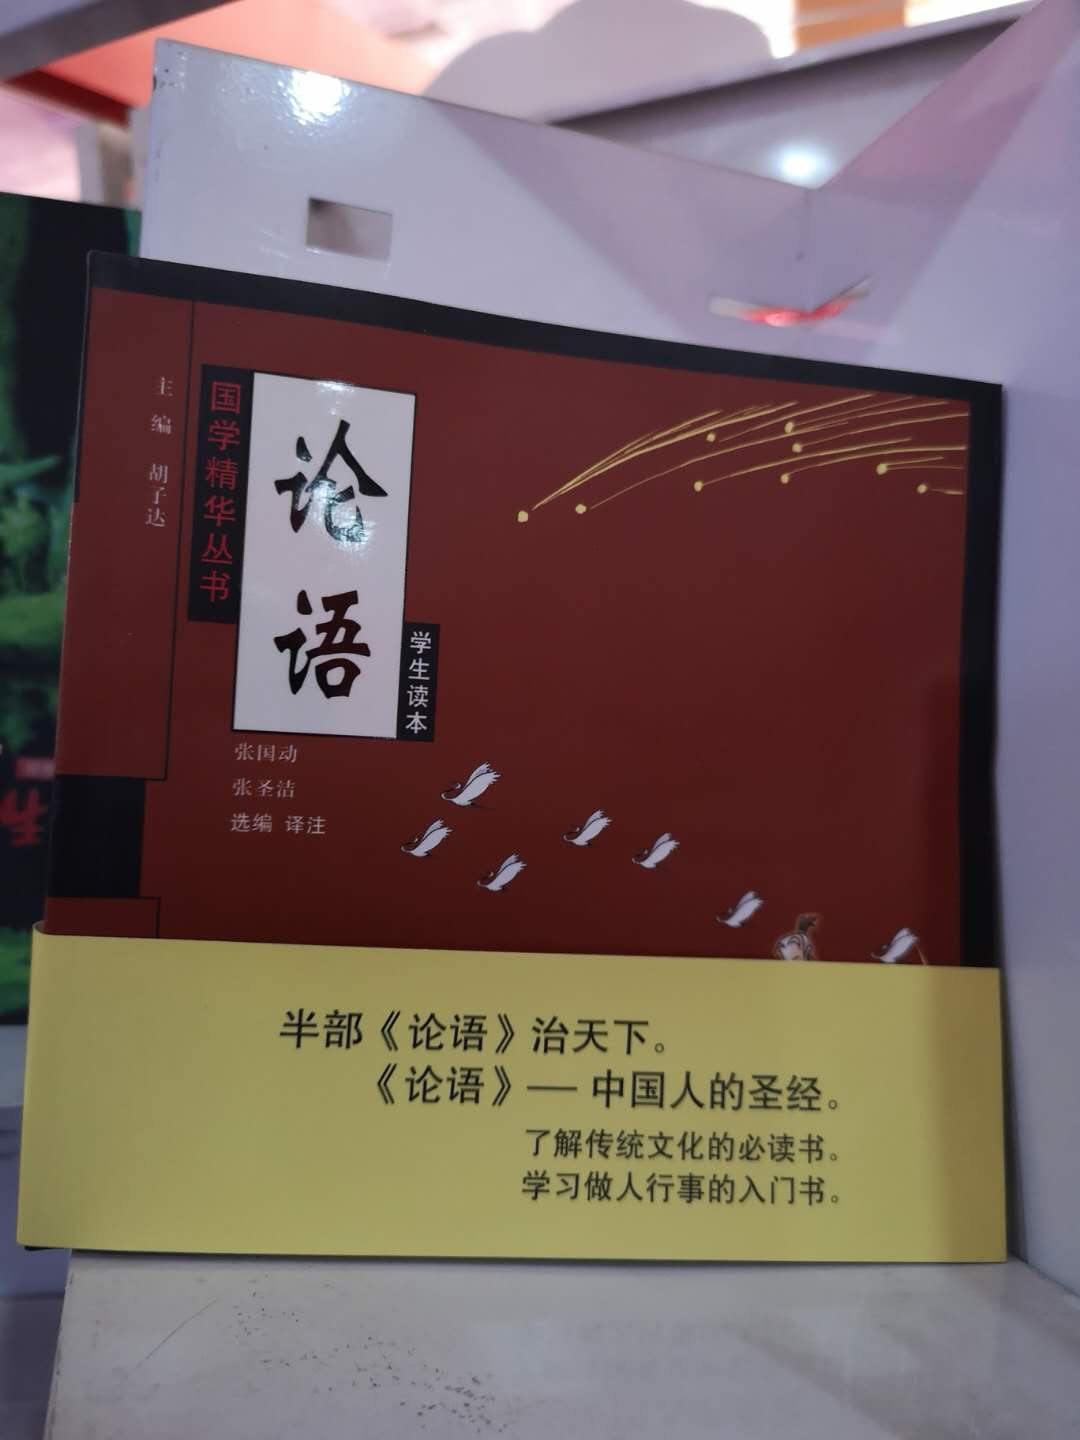 主编 胡子达
国学精华丛书
论语
学生读本
张国动
张圣洁
选编 译注
半部《论语》治天下。
《论语》— 中国人的圣经。
了解传统文化的必读书。
学习做人行事的入门书。